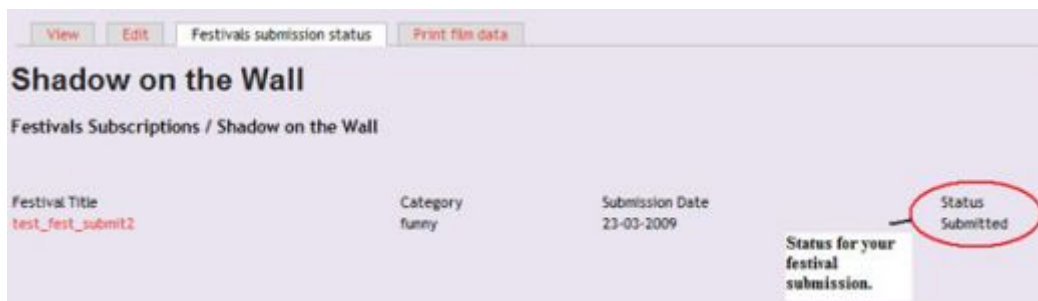 View Edit Festivals submission status Print film data
Shadow on the Wall
Festivals Subscriptions / Shadow on the Wall
Festival Title Category Submission Date Status
test_fest_submit2 funny 23-03-2009 Submitted
Status for your
festival
submission.